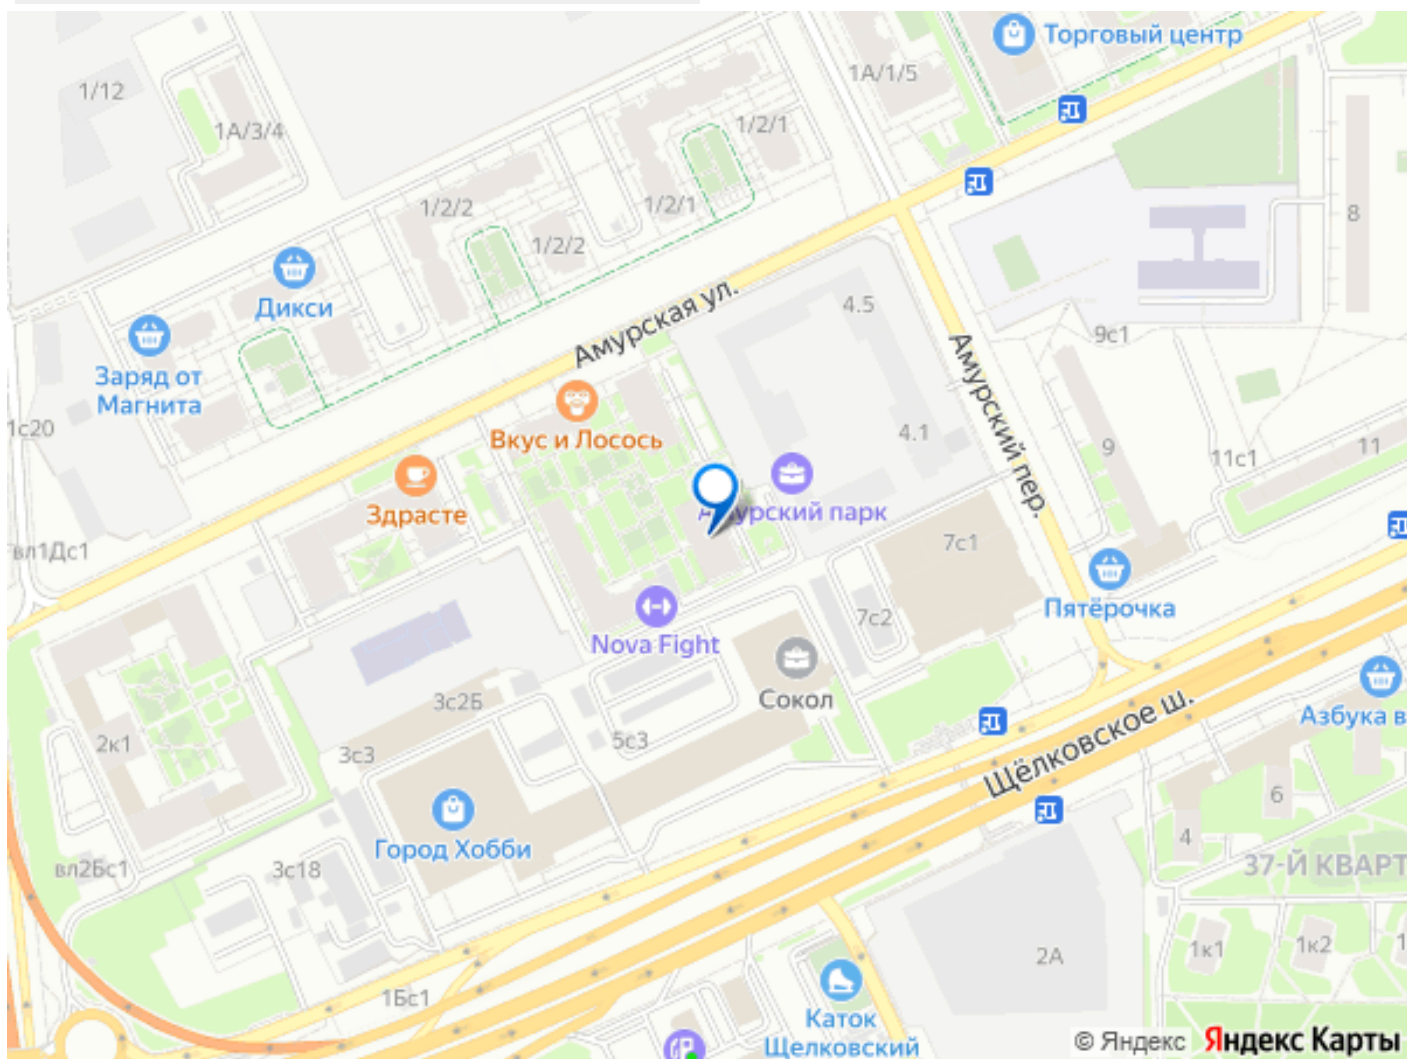 Торговый центр
1/12
1А/1/5
1А/3/4
1/2/1
1/2/2
1/2/1
8
1/2/2
Дикси
4.5
Амурская ул.
9с1
Заряд от
Магнита
Амурский пер.
1с20
Вкус и Лосось
4.1
9
11с1
11
Здрасте
Амурский парк
7с1
вл1Дс1
Пятёрочка
7с2
Nova Fight
Сокол
3с2Б
Щёлковское ш.
Азбука в
2к1
5с3
3с3
6
4
Город Хобби
вл2Бс1
3с18
37-Й КВАРТ
1к1
1к2
1
2А
1Бс1
Каток
Щелковский
© Яндекс Яндекс Карты